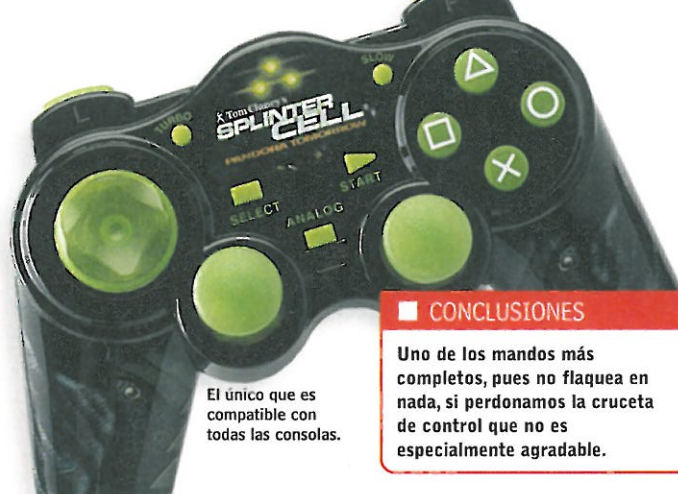 L
R
TURBO
SLOW
Tom Clancy's
SPLINTER
CELL
PANDORA TOMORROW
SELECT
START
ANALOG
El único que es
compatible con
todas las consolas.
CONCLUSIONES
Uno de los mandos más
completos, pues no flaquea en
nada, si perdonamos la cruceta
de control que no es
especialmente agradable.